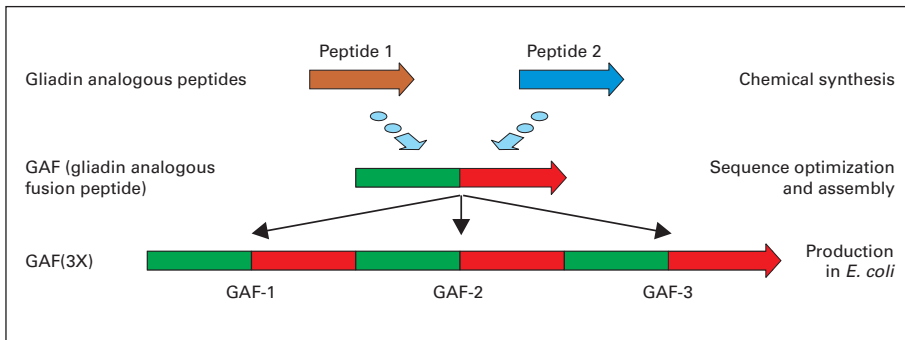 Peptide 1
Peptide 2
Gliadin analogous peptides
Chemical synthesis
GAF (gliadin analogous
fusion peptide)
Sequence optimization
and assembly
GAF(3X)
Production
in E. coli
GAF-1
GAF-2
GAF-3